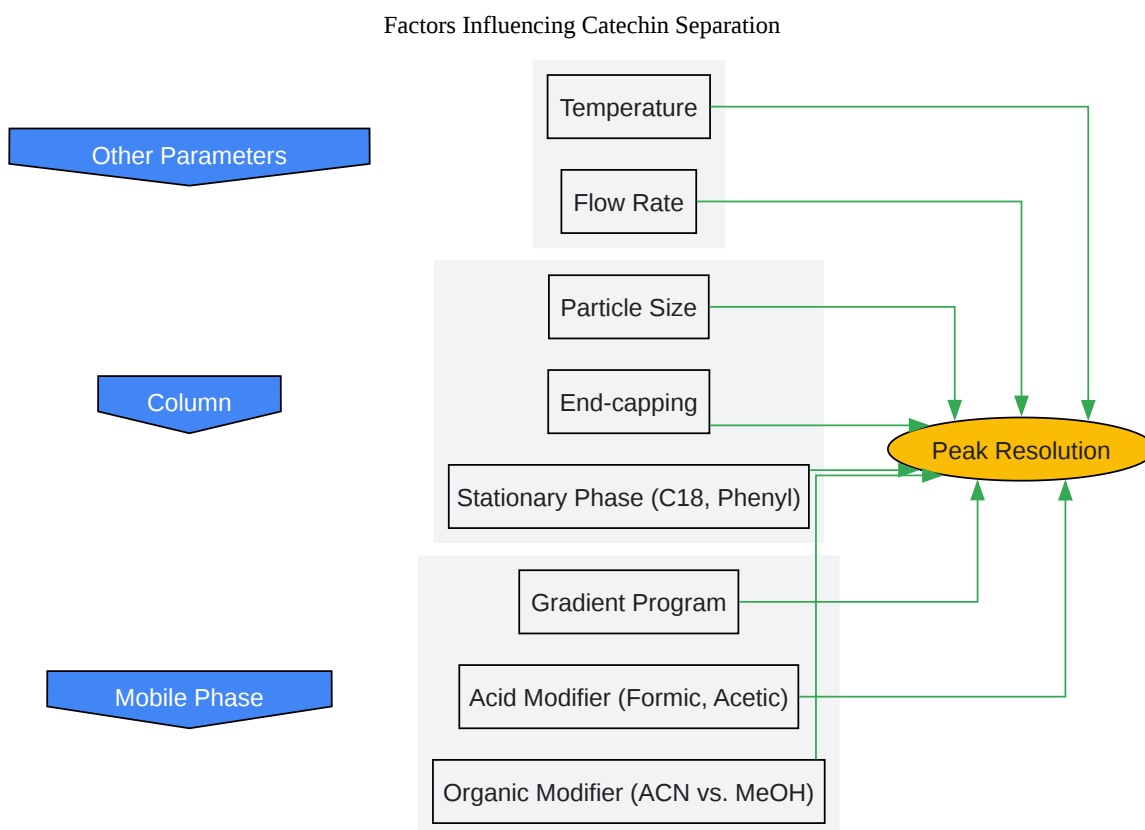 Factors Influencing Catechin Separation
Temperature
Other Parameters
Flow Rate
Particle Size
End-capping
Column
Peak Resolution
Stationary Phase (C18, Phenyl)
Gradient Program
Acid Modifier (Formic, Acetic)
Mobile Phase
Organic Modifier (ACN vs. MeOH)